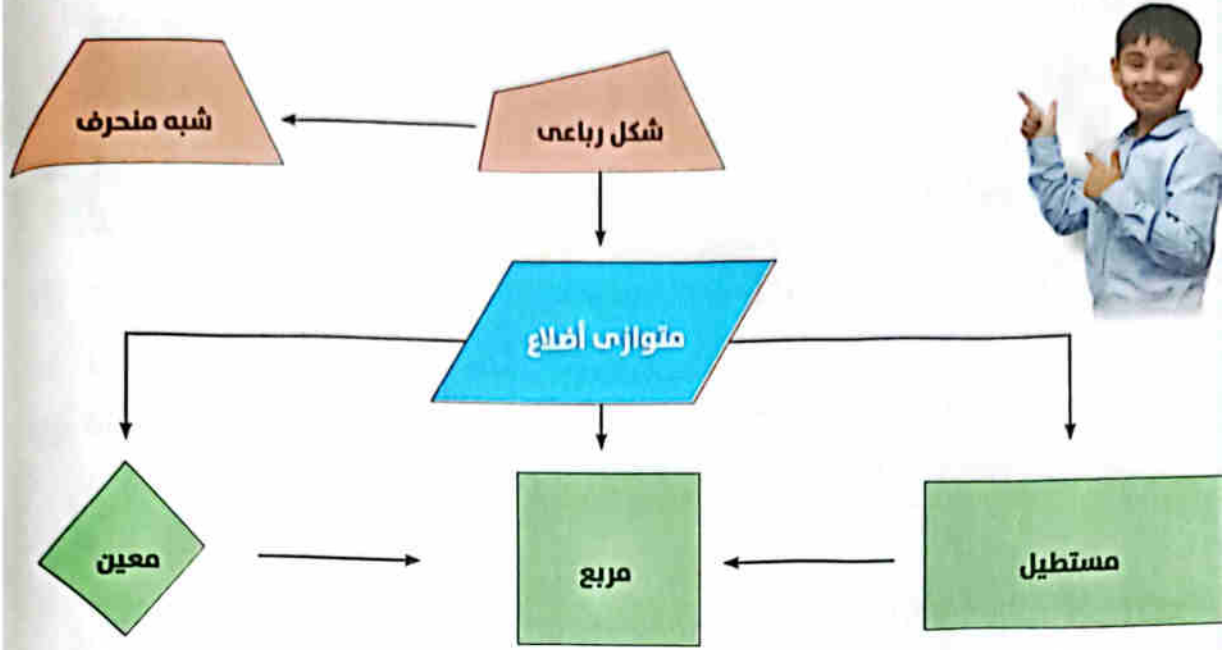 شكل رباعى
شبه منحرف
متوازى أضلاع
مستطيل
مربع
معين